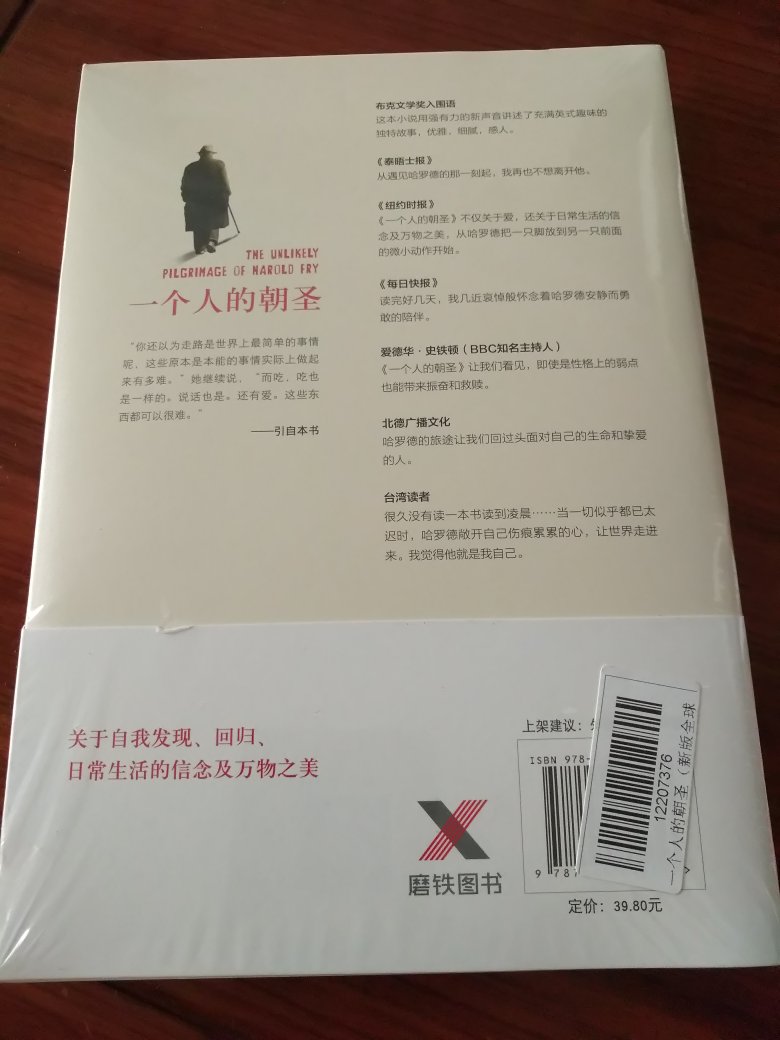 THE UNLIKELY
PILGRIMAGE OF HAROLD FRY
一个人的朝圣
“你还以为走路是世界上最简单的事情
呢，这些原本是本能的事情实际上做起
来有多难。”她继续说，“而吃，吃也
是一样的。说话也是。还有爱。这些东
西都可以很难。”
——引自本书
布克文学奖入围语
这本小说用强有力的新声音讲述了充满英式趣味的
独特故事，优雅，细腻，感人。
《泰晤士报》
从遇见哈罗德的那一刻起，我再也不想离开他。
《纽约时报》
《一个人的朝圣》不仅关于爱，还关于日常生活的信
念及万物之美，从哈罗德把一只脚放到另一只前面
的微小动作开始。
《每日快报》
读完好几天，我几近哀悼般怀念着哈罗德安静而勇
敢的陪伴。
爱德华·史铁顿（BBC知名主持人）
《一个人的朝圣》让我们看见，即使是性格上的弱点
也能带来振奋和救赎。
北德广播文化
哈罗德的旅途让我们回过头面对自己的生命和挚爱
的人。
台湾读者
很久没有读一本书读到凌晨……当一切似乎都已太
迟时，哈罗德敞开自己伤痕累累的心，让世界走进
来。我觉得他就是我自己。
关于自我发现、回归、
日常生活的信念及万物之美
磨铁图书
上架建议：
ISBN 978-
9 787
定价：39.80元
12207376
一个人的朝圣（新版全球